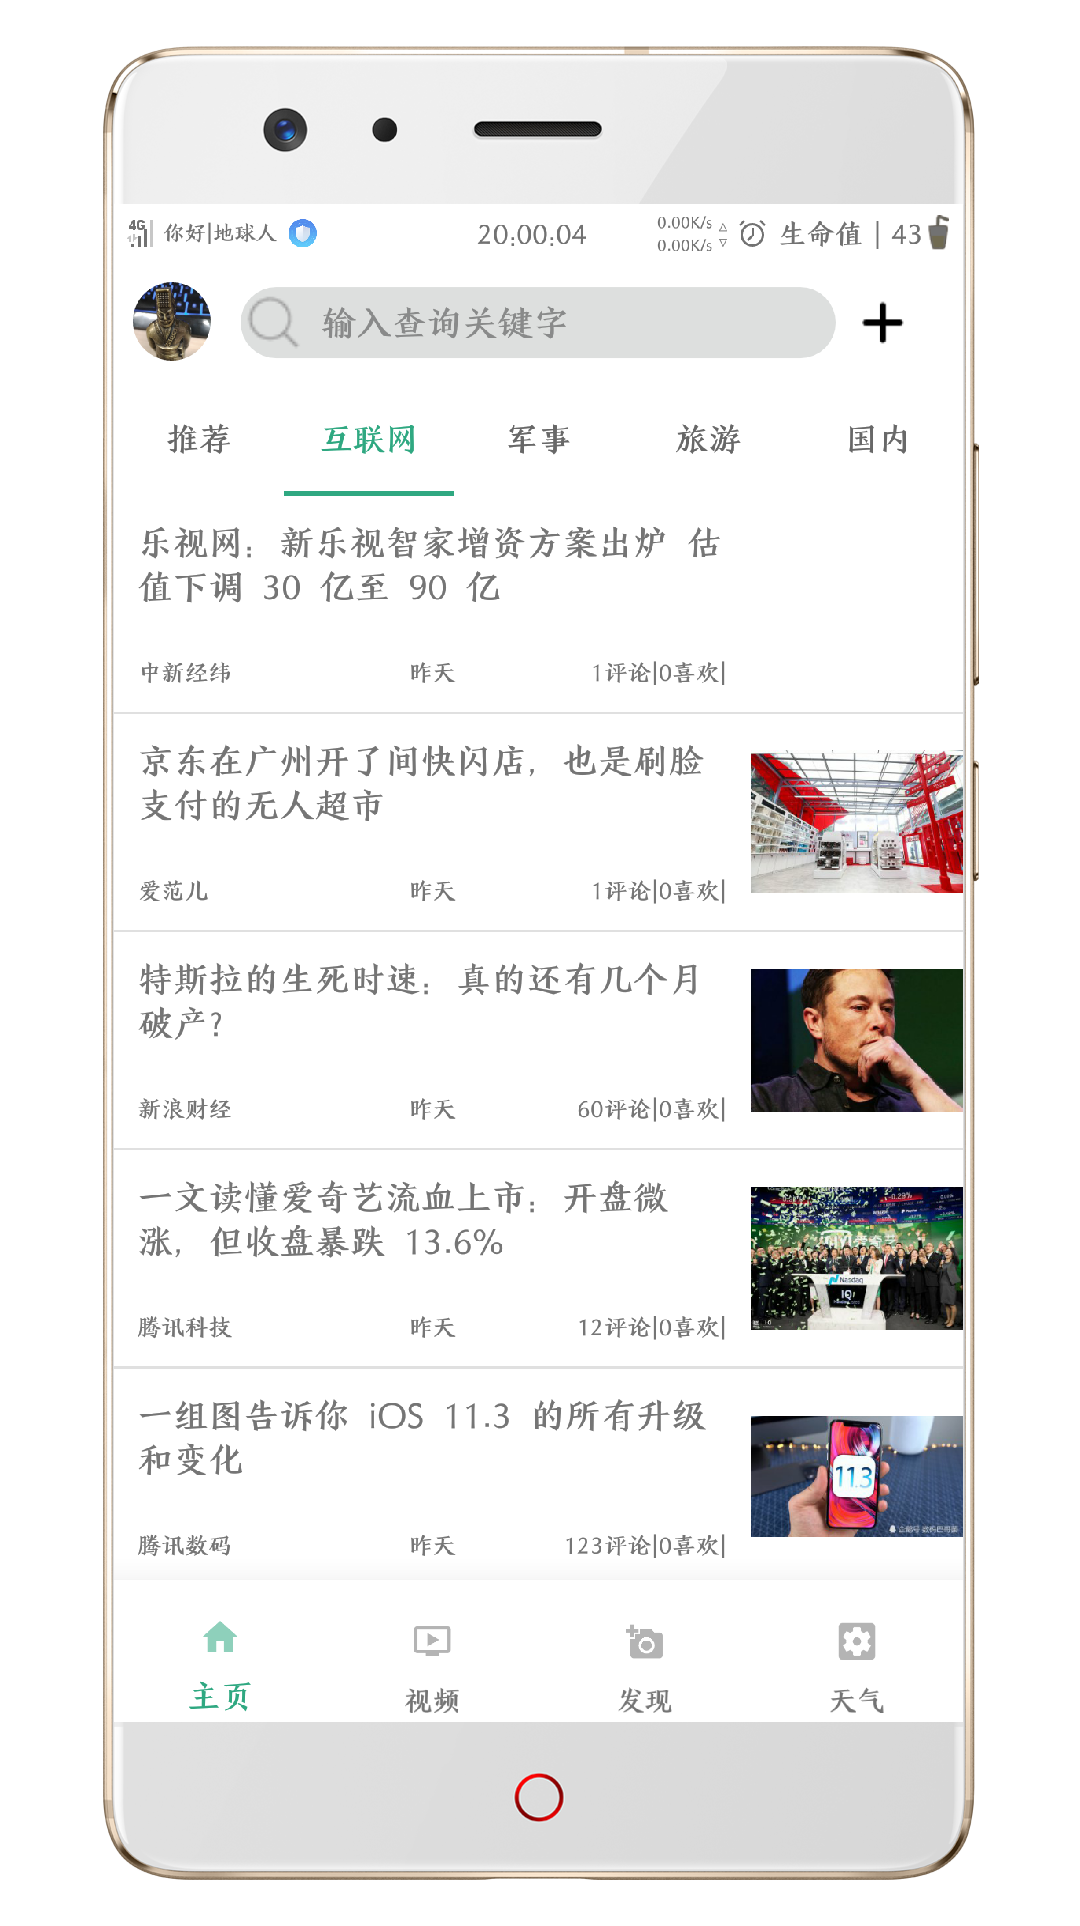 4G 你好|地球人 20:00:04 0.00K/s 生命值 | 43
0.00K/s
输入查询关键字
推荐 互联网 军事 旅游 国内
乐视网：新乐视智家增资方案出炉 估
值下调 30 亿至 90 亿
中新经纬 昨天 1评论|0喜欢|
京东在广州开了间快闪店，也是刷脸
支付的无人超市
爱范儿 昨天 1评论|0喜欢|
特斯拉的生死时速：真的还有几个月
破产？
新浪财经 昨天 60评论|0喜欢|
一文读懂爱奇艺流血上市：开盘微
涨，但收盘暴跌 13.6%
Nasdaq
腾讯科技 昨天 12评论|0喜欢|
一组图告诉你 iOS 11.3 的所有升级
和变化
11.3
腾讯数码 昨天 123评论|0喜欢|
主页 视频 发现 天气